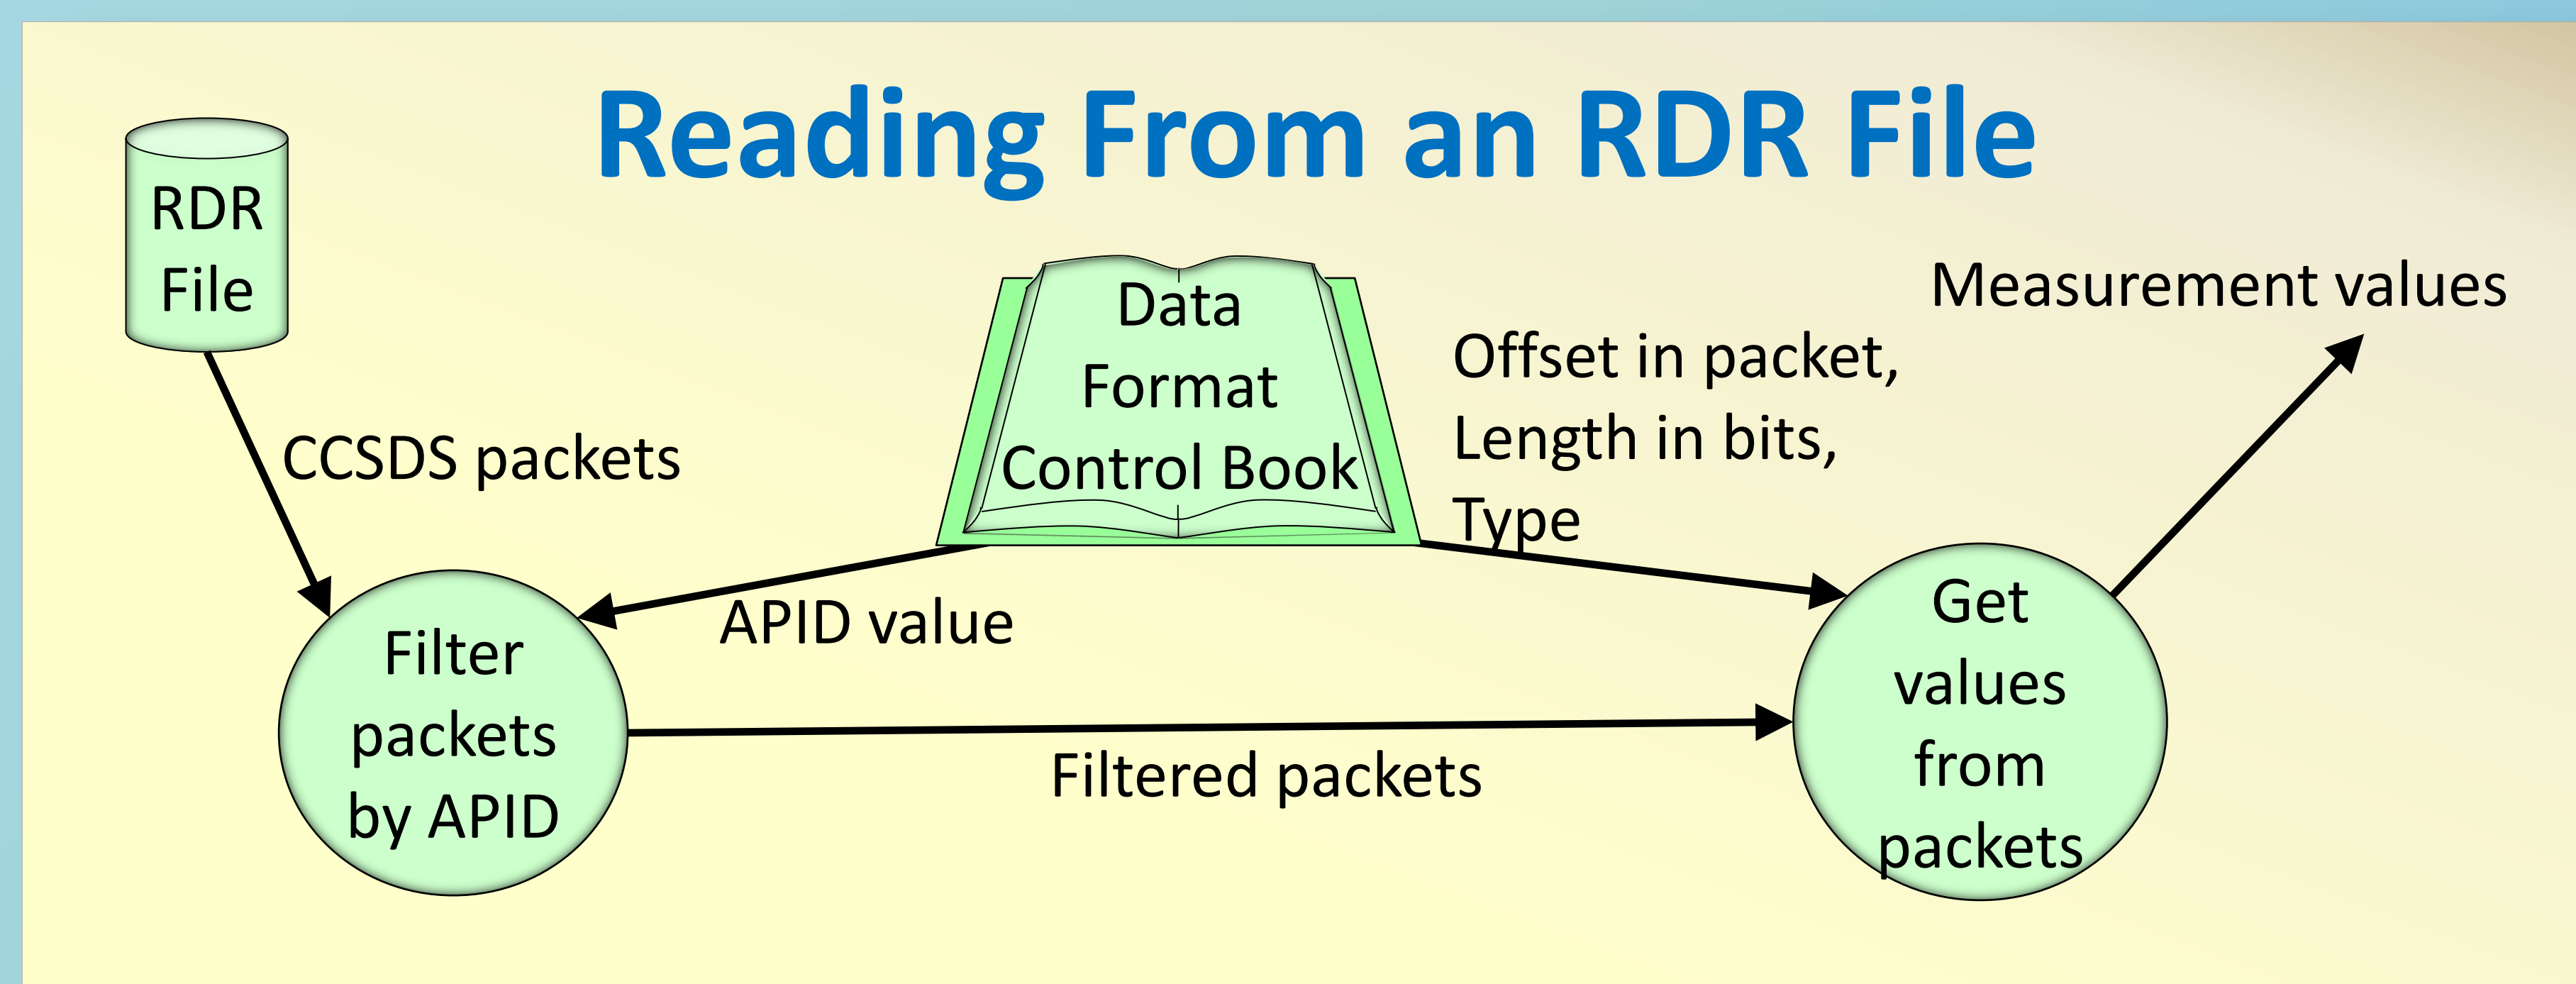 Reading From an RDR File
RDR
File
CCSDS packets
Data
Format
Control Book
Offset in packet,
Length in bits,
Type
Measurement values
APID value
Filter
packets
by APID
Filtered packets
Get
values
from
packets